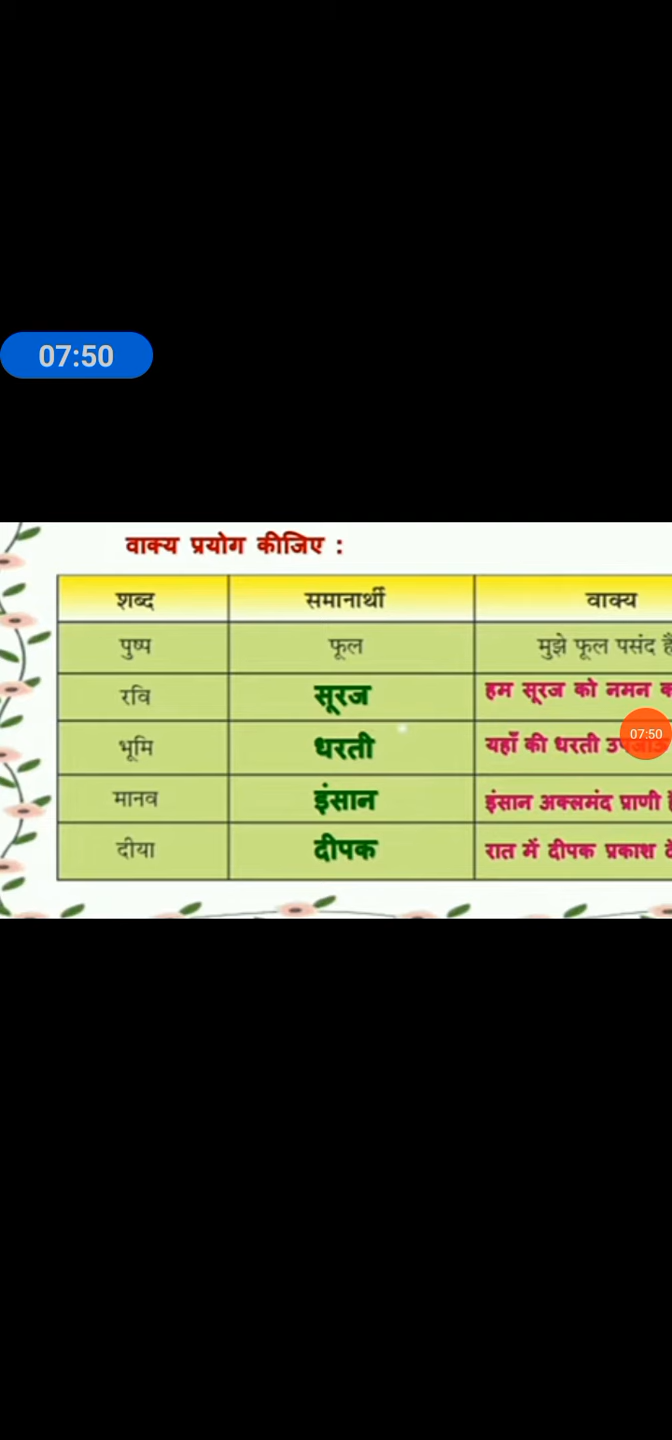 07:50
वाक्य प्रयोग कीजिए :
शब्द समानार्थी वाक्य
पुष्प फूल मुझे फूल पसंद
रवि सूरज हम सूरज को नमन
भूमि धरती यहाँ की धरती
07:50
मानव इंसान इंसान अक्लमंद प्राणी
दीया दीपक रात में दीपक प्रकाश